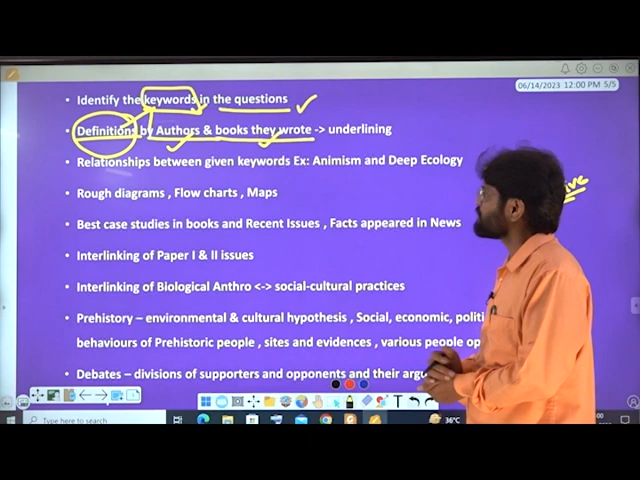 06/14/2023 12:00 PM 5/5
• Identify the keywords in the questions
• Definitions by Authors & books they wrote -> underlining
• Relationships between given keywords Ex: Animism and Deep Ecology
• Rough diagrams , Flow charts , Maps
• Best case studies in books and Recent Issues , Facts appeared in News
• Interlinking of Paper I & II issues
• Interlinking of Biological Anthro <-> social-cultural practices
• Prehistory – environmental & cultural hypothesis , Social, economic,
behaviours of Prehistoric people , sites and evidences , various people
• Debates – divisions of supporters and opponents and their
Type here to search
36°C